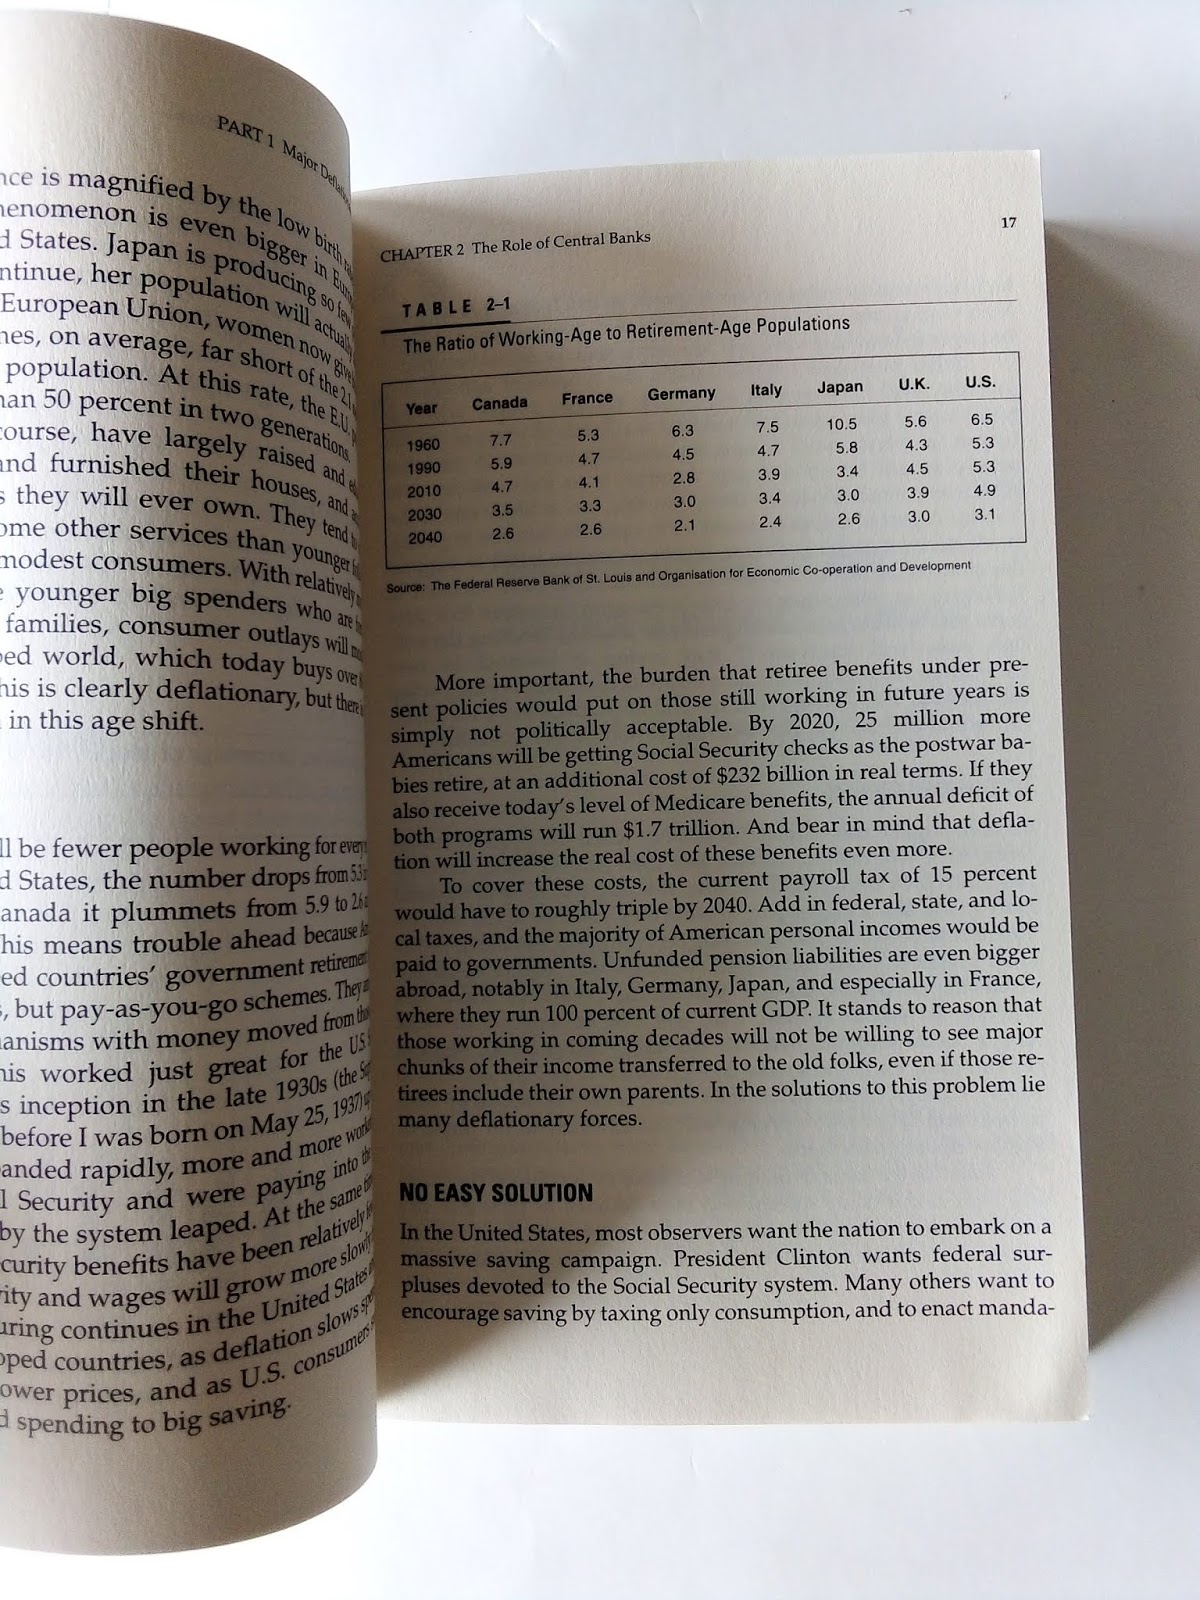 PART 1 Major Deflation
nce is magnified by the low birth
henomenon is even bigger in
d States. Japan is producing so few
ntinue, her population will actually
European Union, women now give
nes, on average, far short of the 2.1
population. At this rate, the E.U.
han 50 percent in two generations.
course, have largely raised and
and furnished their houses, and
s they will ever own. They tend
ome other services than younger
modest consumers. With relatively
e younger big spenders who are
families, consumer outlays will
ped world, which today buys over
his is clearly deflationary, but there
in this age shift.
ll be fewer people working for every
d States, the number drops from 5.3
anada it plummets from 5.9 to 2.6
This means trouble ahead because
ed countries' government retirement
s, but pay-as-you-go schemes. They
anisms with money moved from
his worked just great for the U.S.
s inception in the late 1930s (the
before I was born on May 25, 1937)
anded rapidly, more and more
l Security and were paying into
by the system leaped. At the same
curity benefits have been relatively
ity and wages will grow more slowly
uring continues in the United States
oped countries, as deflation slows
ower prices, and as U.S. consumers
d spending to big saving.
CHAPTER 2 The Role of Central Banks 17
TABLE 2–1
The Ratio of Working-Age to Retirement-Age Populations
Year Canada France Germany Italy Japan U.K. U.S.
1960 7.7 5.3 6.3 7.5 10.5 5.6 6.5
1990 5.9 4.7 4.5 4.7 5.8 4.3 5.3
2010 4.7 4.1 2.8 3.9 3.4 4.5 5.3
2030 3.5 3.3 3.0 3.4 3.0 3.9 4.9
2040 2.6 2.6 2.1 2.4 2.6 3.0 3.1
Source: The Federal Reserve Bank of St. Louis and Organisation for Economic Co-operation and Development
More important, the burden that retiree benefits under pre-
sent policies would put on those still working in future years is
simply not politically acceptable. By 2020, 25 million more
Americans will be getting Social Security checks as the postwar ba-
bies retire, at an additional cost of $232 billion in real terms. If they
also receive today's level of Medicare benefits, the annual deficit of
both programs will run $1.7 trillion. And bear in mind that defla-
tion will increase the real cost of these benefits even more.
To cover these costs, the current payroll tax of 15 percent
would have to roughly triple by 2040. Add in federal, state, and lo-
cal taxes, and the majority of American personal incomes would be
paid to governments. Unfunded pension liabilities are even bigger
abroad, notably in Italy, Germany, Japan, and especially in France,
where they run 100 percent of current GDP. It stands to reason that
those working in coming decades will not be willing to see major
chunks of their income transferred to the old folks, even if those re-
tirees include their own parents. In the solutions to this problem lie
many deflationary forces.
NO EASY SOLUTION
In the United States, most observers want the nation to embark on a
massive saving campaign. President Clinton wants federal sur-
pluses devoted to the Social Security system. Many others want to
encourage saving by taxing only consumption, and to enact manda-